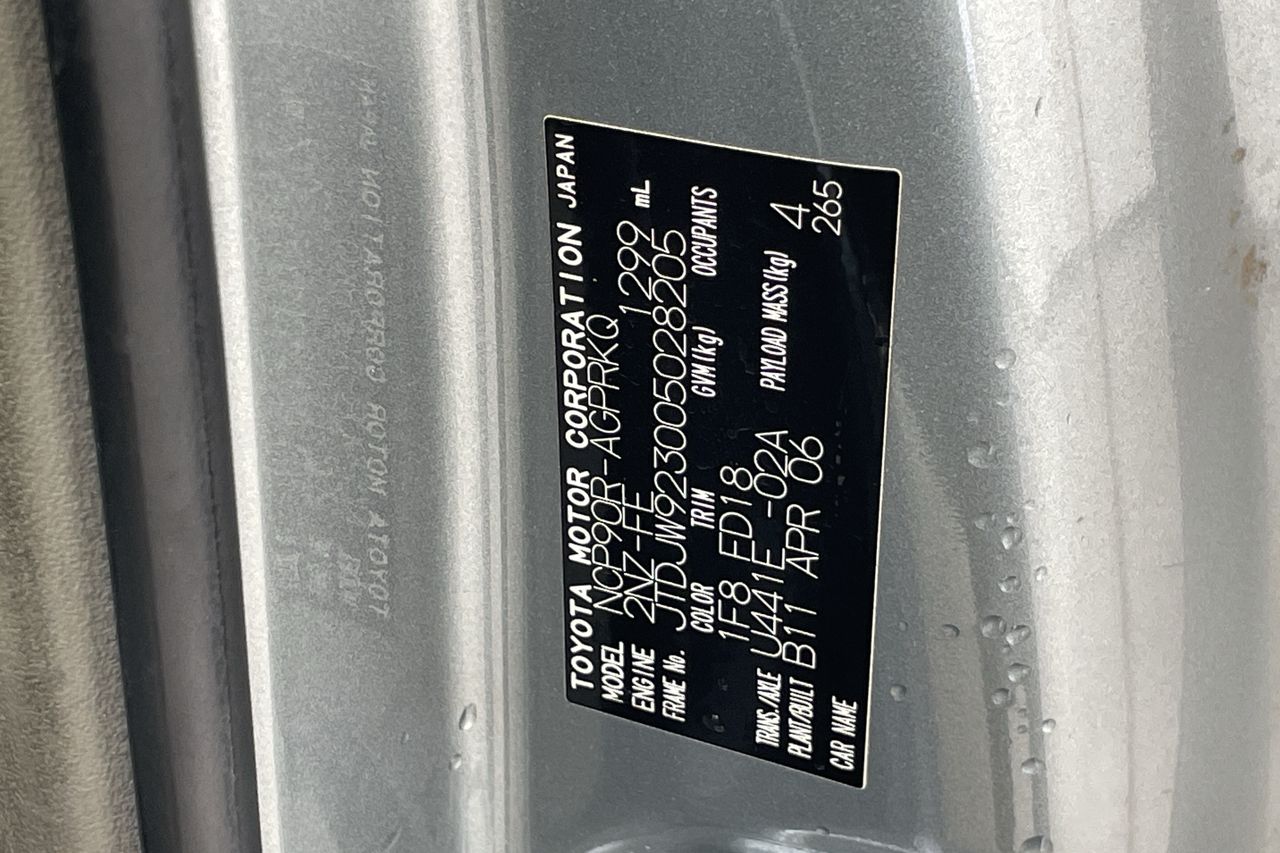 TOYOTA MOTOR CORPORATION JAPAN
MODEL NCP90R-AGPRKQ
ENGINE 2NZ-FE 1299 mL
FRAME No. JTDJW923005028205
COLOR TRIM GVM(kg) OCCUPANTS
1F8 FD18
TRANS./AXLE U441E -02A PAYLOAD MASS(kg) 4
PLANT/BUILT B11 APR 06 265
CAR NAME